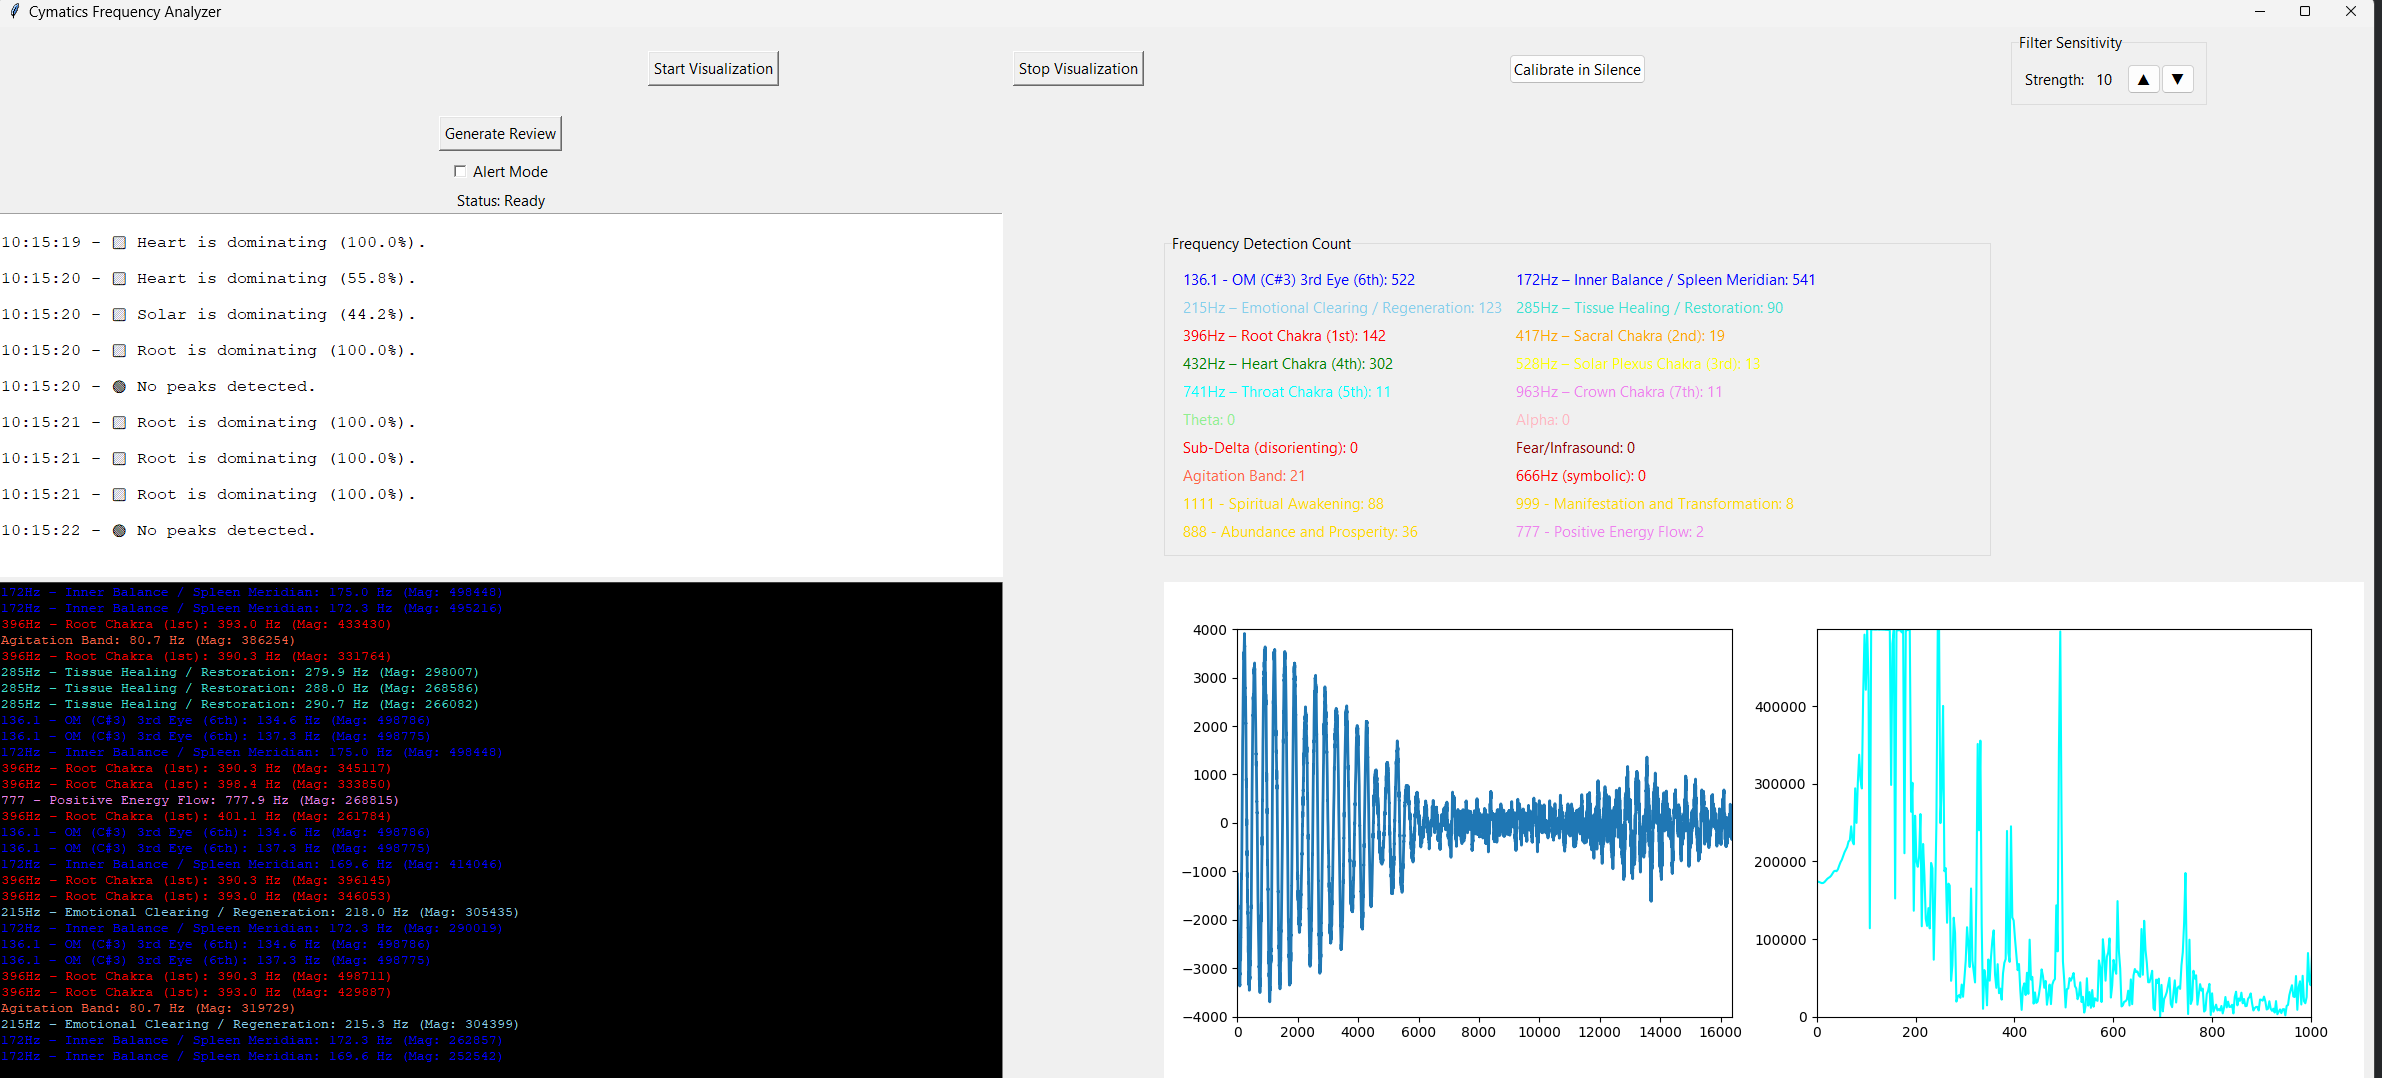 Cymatics Frequency Analyzer
Start Visualization
Stop Visualization
Calibrate in Silence
Filter Sensitivity
Strength: 10 ▲ ▼
Generate Review
Alert Mode
Status: Ready
10:15:19 - Heart is dominating (100.0%).
10:15:20 - Heart is dominating (55.8%).
10:15:20 - Solar is dominating (44.2%).
10:15:20 - Root is dominating (100.0%).
10:15:20 - No peaks detected.
10:15:21 - Root is dominating (100.0%).
10:15:21 - Root is dominating (100.0%).
10:15:21 - Root is dominating (100.0%).
10:15:22 - No peaks detected.
Frequency Detection Count
136.1 - OM (C#3) 3rd Eye (6th): 522
172Hz – Inner Balance / Spleen Meridian: 541
215Hz – Emotional Clearing / Regeneration: 123
285Hz – Tissue Healing / Restoration: 90
396Hz – Root Chakra (1st): 142
417Hz – Sacral Chakra (2nd): 19
432Hz – Heart Chakra (4th): 302
528Hz – Solar Plexus Chakra (3rd):
741Hz – Throat Chakra (5th): 11
963Hz – Crown Chakra (7th): 11
Theta: 0
Alpha: 0
Sub-Delta (disorienting): 0
Fear/Infrasound: 0
Agitation Band: 21
666Hz (symbolic): 0
1111 - Spiritual Awakening: 88
999 - Manifestation and Transformation: 8
888 - Abundance and Prosperity: 36
777 - Positive Energy Flow: 2
172Hz – Inner Balance / Spleen Meridian: 175.0 Hz (Mag: 498448)
172Hz – Inner Balance / Spleen Meridian: 172.3 Hz (Mag: 495216)
396Hz – Root Chakra (1st): 393.0 Hz (Mag: 433430)
Agitation Band: 80.7 Hz (Mag: 386254)
396Hz – Root Chakra (1st): 390.3 Hz (Mag: 331764)
285Hz – Tissue Healing / Restoration: 279.9 Hz (Mag: 298007)
285Hz – Tissue Healing / Restoration: 288.0 Hz (Mag: 268586)
285Hz – Tissue Healing / Restoration: 290.7 Hz (Mag: 266082)
136.1 - OM (C#3) 3rd Eye (6th): 134.6 Hz (Mag: 498786)
136.1 - OM (C#3) 3rd Eye (6th): 137.3 Hz (Mag: 498775)
172Hz – Inner Balance / Spleen Meridian: 175.0 Hz (Mag: 498448)
396Hz – Root Chakra (1st): 390.3 Hz (Mag: 345117)
396Hz – Root Chakra (1st): 398.4 Hz (Mag: 333850)
777 - Positive Energy Flow: 777.9 Hz (Mag: 268815)
396Hz – Root Chakra (1st): 401.1 Hz (Mag: 261784)
136.1 - OM (C#3) 3rd Eye (6th): 134.6 Hz (Mag: 498786)
136.1 - OM (C#3) 3rd Eye (6th): 137.3 Hz (Mag: 498775)
172Hz – Inner Balance / Spleen Meridian: 169.6 Hz (Mag: 414046)
396Hz – Root Chakra (1st): 390.3 Hz (Mag: 396145)
396Hz – Root Chakra (1st): 393.0 Hz (Mag: 346053)
215Hz – Emotional Clearing / Regeneration: 218.0 Hz (Mag: 305435)
172Hz – Inner Balance / Spleen Meridian: 172.3 Hz (Mag: 290019)
136.1 - OM (C#3) 3rd Eye (6th): 134.6 Hz (Mag: 498786)
136.1 - OM (C#3) 3rd Eye (6th): 137.3 Hz (Mag: 498775)
396Hz – Root Chakra (1st): 390.3 Hz (Mag: 498711)
396Hz – Root Chakra (1st): 393.0 Hz (Mag: 429887)
Agitation Band: 80.7 Hz (Mag: 319729)
215Hz – Emotional Clearing / Regeneration: 215.3 Hz (Mag: 304399)
172Hz – Inner Balance / Spleen Meridian: 172.3 Hz (Mag: 262857)
172Hz – Inner Balance / Spleen Meridian: 169.6 Hz (Mag: 252542)
4000
3000
2000
1000
0
−1000
−2000
−3000
−4000
0 2000 4000 6000 8000 10000 12000 14000 16000
400000
300000
200000
100000
0
0 200 400 600 800 1000